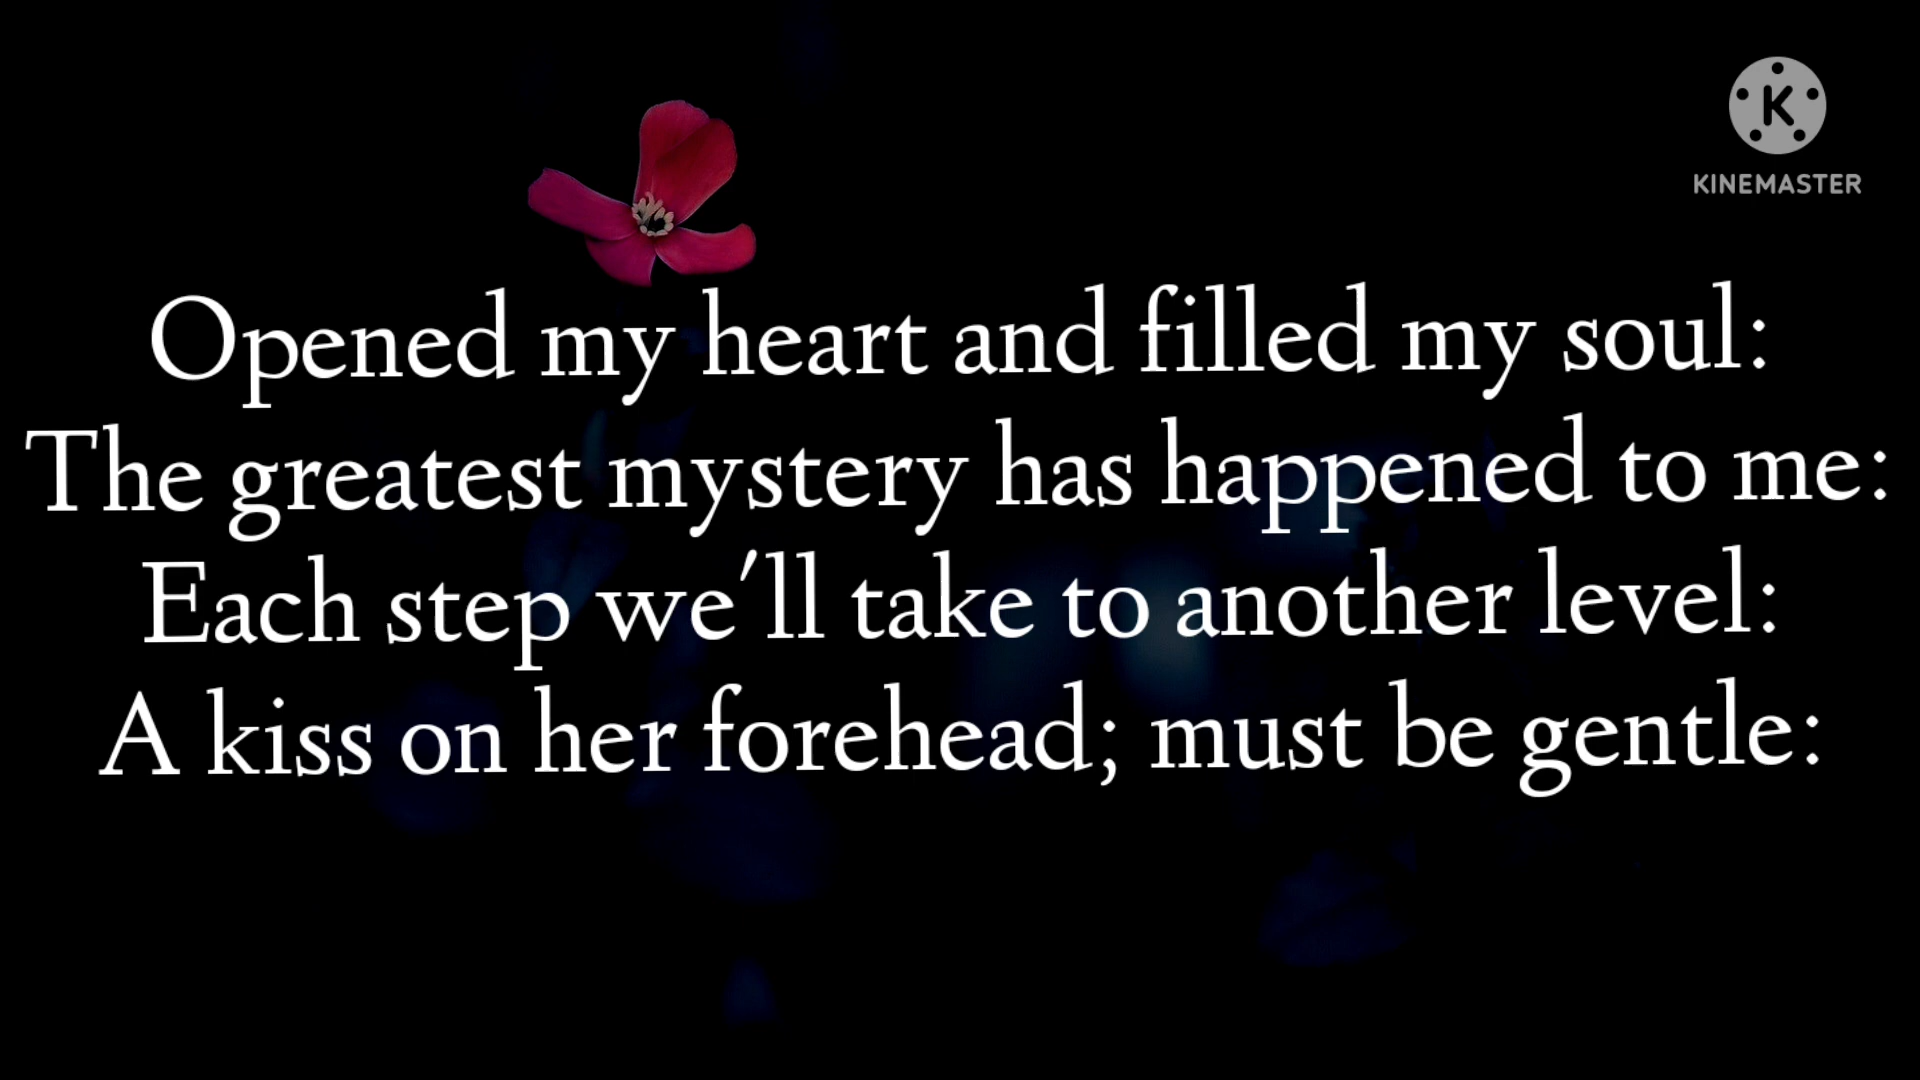 K
KINEMASTER
Opened my heart and filled my soul:
The greatest mystery has happened to me:
Each step we'll take to another level:
A kiss on her forehead; must be gentle: